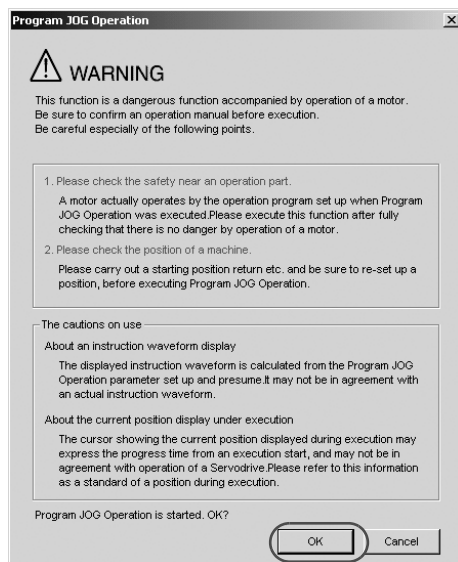 Program JOG Operation
WARNING
This function is a dangerous function accompanied by operation of a motor.
Be sure to confirm an operation manual before execution.
Be careful especially of the following points.
1. Please check the safety near an operation part.
A motor actually operates by the operation program set up when Program
JOG Operation was executed.Please execute this function after fully
checking that there is no danger by operation of a motor.
2. Please check the position of a machine.
Please carry out a starting position return etc. and be sure to re-set up a
position, before executing Program JOG Operation.
The cautions on use
About an instruction waveform display
The displayed instruction waveform is calculated from the Program JOG
Operation parameter set up and presume.It may not be in agreement with
an actual instruction waveform.
About the current position display under execution
The cursor showing the current position displayed during execution may
express the progress time from an execution start, and may not be in
agreement with operation of a Servodrive.Please refer to this information
as a standard of a position during execution.
Program JOG Operation is started. OK?
OK
Cancel